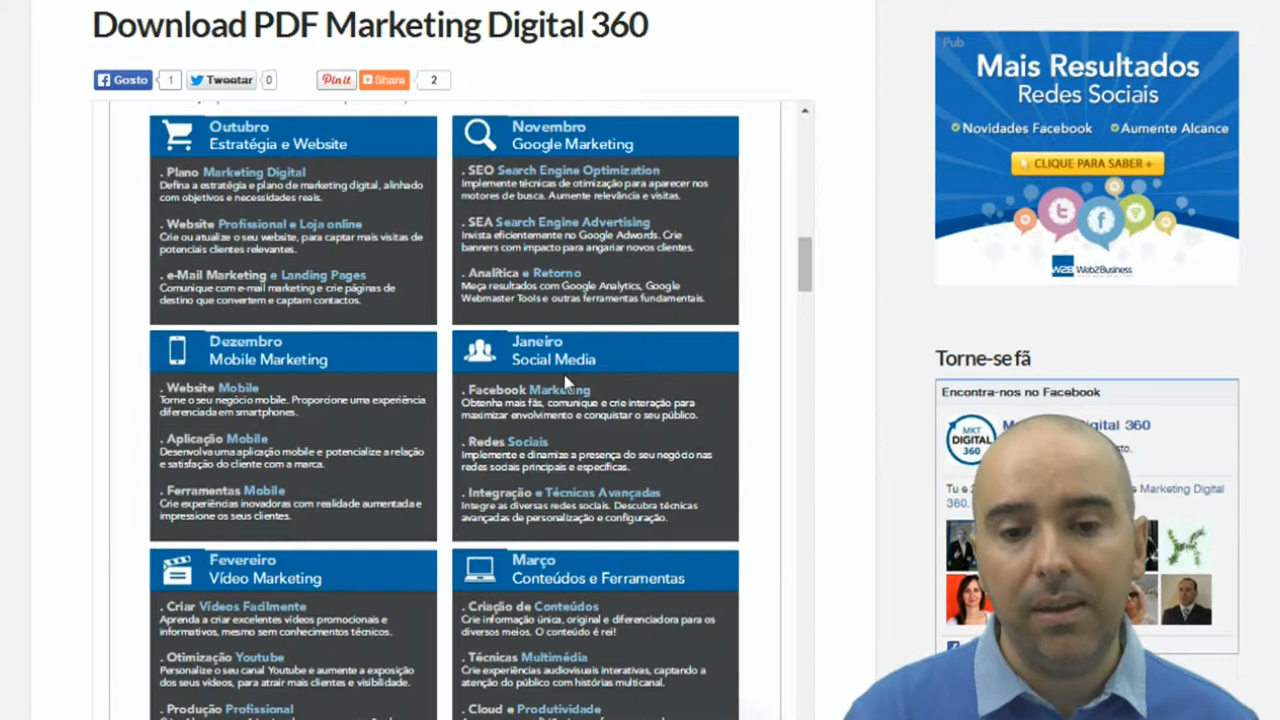 Download PDF Marketing Digital 360
Gosto 1 Tweetar 0 Pin it Share 2
Outubro
Estratégia e Website
. Plano Marketing Digital
Defina a estratégia e plano de marketing digital, alinhado
com objetivos e necessidades reais.
. Website Profissional e Loja online
Crie ou atualize o seu website, para captar mais visitas de
potenciais clientes relevantes.
. e-Mail Marketing e Landing Pages
Comunique com e-mail marketing e crie páginas de
destino que convertem e captam contactos.
Novembro
Google Marketing
. SEO Search Engine Optimization
Implemente técnicas de otimização para aparecer nos
motores de busca. Aumente relevância e visitas.
. SEA Search Engine Advertising
Invista eficientemente no Google Adwords. Crie
banners com impacto para angariar novos clientes.
. Analítica e Retorno
Meça resultados com Google Analytics, Google
Webmaster Tools e outras ferramentas fundamentais.
Dezembro
Mobile Marketing
. Website Mobile
Torne o seu negócio mobile. Proporcione uma experiência
diferenciada em smartphones.
. Aplicação Mobile
Desenvolva uma aplicação mobile e potencialize a relação
e satisfação do cliente com a marca.
. Ferramentas Mobile
Crie experiências inovadoras com realidade aumentada e
impressione os seus clientes.
Janeiro
Social Media
. Facebook Marketing
Obtenha mais fãs, comunique e crie interação para
maximizar envolvimento e conquistar o seu público.
. Redes Sociais
Implemente e dinamize a presença do seu negócio nas
redes sociais principais e específicas.
. Integração e Técnicas Avançadas
Integre as diversas redes sociais. Descubra técnicas
avançadas de personalização e configuração.
Fevereiro
Vídeo Marketing
. Criar Vídeos Facilmente
Aprenda a criar excelentes vídeos promocionais e
informativos, mesmo sem conhecimentos técnicos.
. Otimização Youtube
Personalize o seu canal Youtube e aumente a exposição
dos seus vídeos, para atrair mais clientes e visibilidade.
. Produção Profissional
Março
Conteúdos e Ferramentas
. Criação de Conteúdos
Crie informação única, original e diferenciadora para os
diversos meios. O conteúdo é rei!
. Técnicas Multimédia
Crie experiências audiovisuais interativas, captando a
atenção do público com histórias multicanal.
. Cloud e Produtividade
Pub
Mais Resultados
Redes Sociais
Novidades Facebook Aumente Alcance
CLIQUE PARA SABER +
W2B Web2Business
Torne-se fã
Encontra-nos no Facebook
MKT
DIGITAL
360
gital 360
Tu e
Marketing Digital
360.